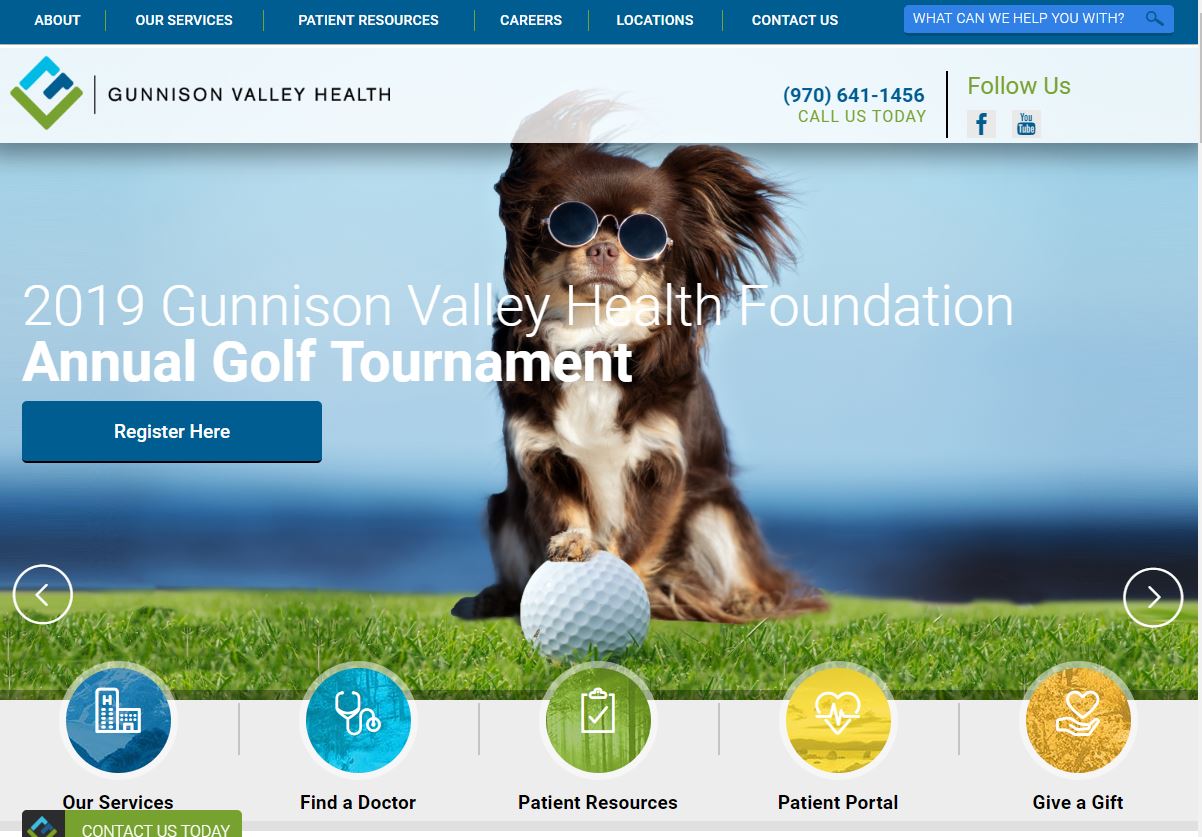 ABOUT OUR SERVICES PATIENT RESOURCES CAREERS LOCATIONS CONTACT US WHAT CAN WE HELP YOU WITH?
GUNNISON VALLEY HEALTH
(970) 641-1456
CALL US TODAY
Follow Us
f You Tube
2019 Gunnison Valley Health Foundation
Annual Golf Tournament
Register Here
H
Our Services Find a Doctor Patient Resources Patient Portal Give a Gift
CONTACT US TODAY